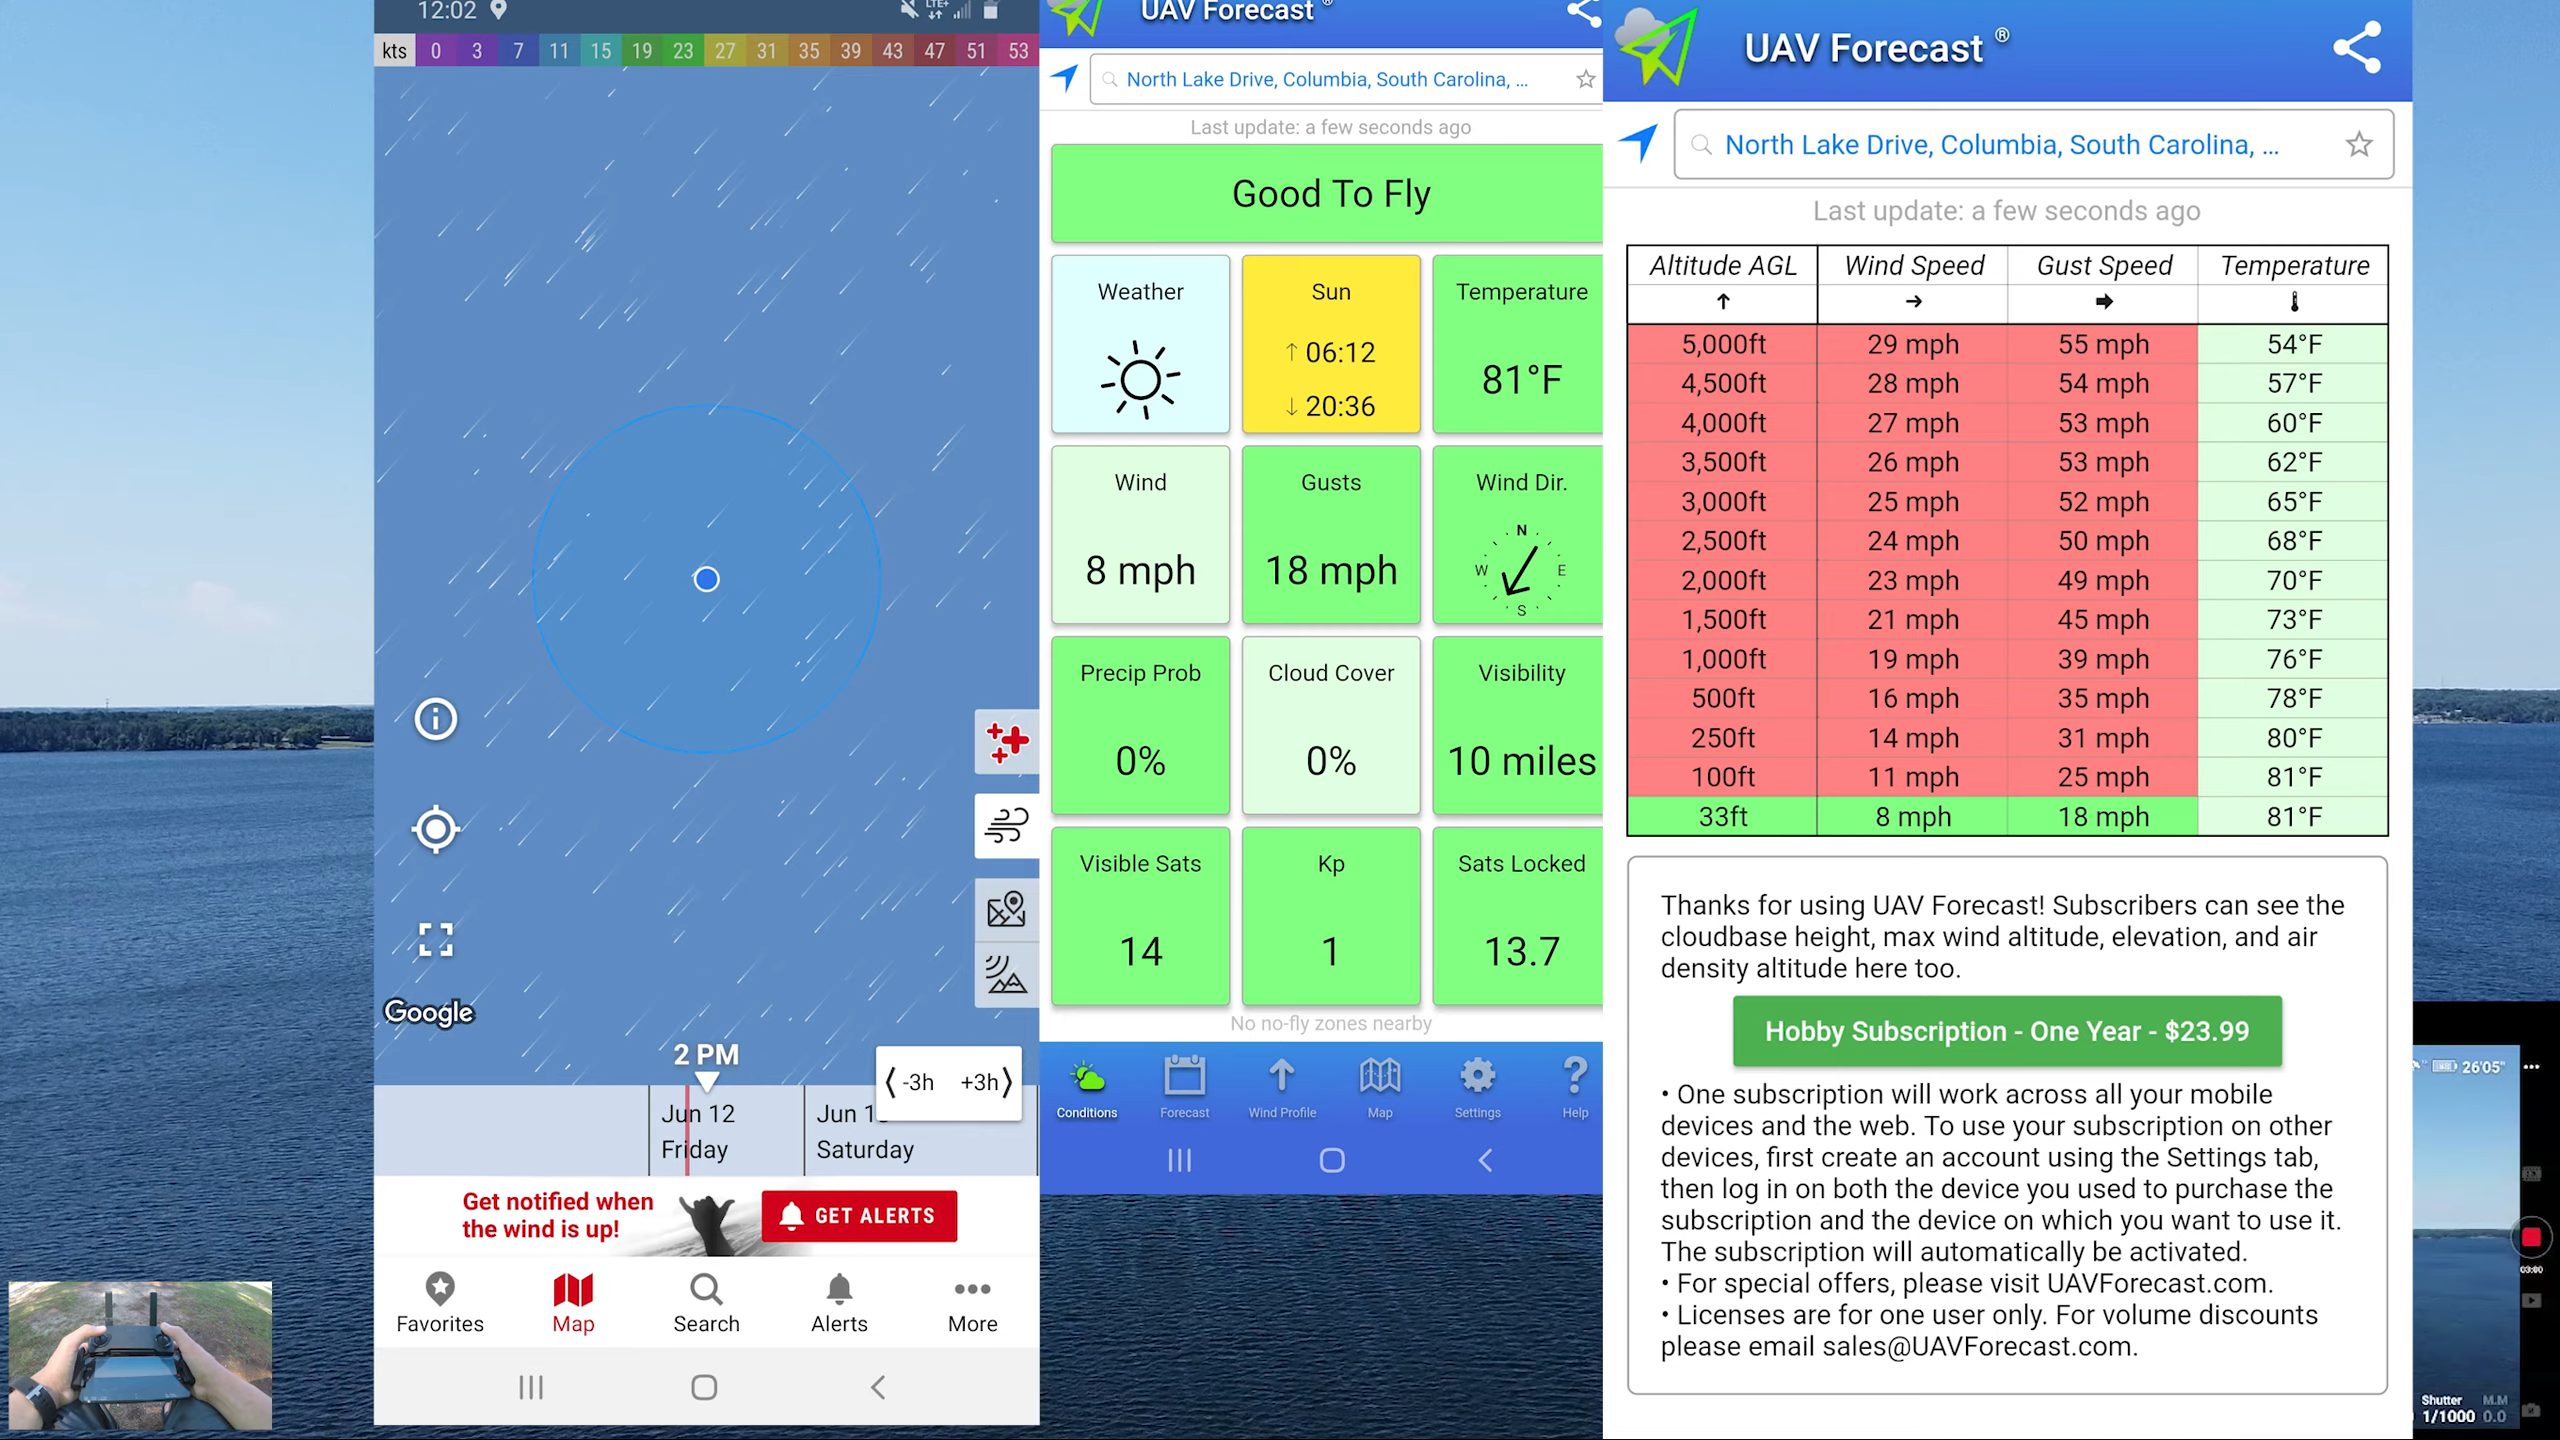 12:02
LTE+
kts 0 3 7 11 15 19 23 27 31 35 39 43 47 51 53
Google
2 PM
-3h +3h
Jun 12
Friday
Jun 1
Saturday
Get notified when
the wind is up!
GET ALERTS
Favorites Map Search Alerts More
UAV Forecast ®
North Lake Drive, Columbia, South Carolina, ...
Last update: a few seconds ago
Good To Fly
Weather Sun Temperature
↑ 06:12
↓ 20:36
81°F
Wind Gusts Wind Dir.
N
W E
S
8 mph 18 mph
Precip Prob Cloud Cover Visibility
0% 0% 10 miles
Visible Sats Kp Sats Locked
14 1 13.7
No no-fly zones nearby
Conditions Forecast Wind Profile Map Settings Help
UAV Forecast ®
North Lake Drive, Columbia, South Carolina, ...
Last update: a few seconds ago
Altitude AGL Wind Speed Gust Speed Temperature
5,000ft 29 mph 55 mph 54°F
4,500ft 28 mph 54 mph 57°F
4,000ft 27 mph 53 mph 60°F
3,500ft 26 mph 53 mph 62°F
3,000ft 25 mph 52 mph 65°F
2,500ft 24 mph 50 mph 68°F
2,000ft 23 mph 49 mph 70°F
1,500ft 21 mph 45 mph 73°F
1,000ft 19 mph 39 mph 76°F
500ft 16 mph 35 mph 78°F
250ft 14 mph 31 mph 80°F
100ft 11 mph 25 mph 81°F
33ft 8 mph 18 mph 81°F
Thanks for using UAV Forecast! Subscribers can see the
cloudbase height, max wind altitude, elevation, and air
density altitude here too.
Hobby Subscription - One Year - $23.99
• One subscription will work across all your mobile
devices and the web. To use your subscription on other
devices, first create an account using the Settings tab,
then log in on both the device you used to purchase the
subscription and the device on which you want to use it.
The subscription will automatically be activated.
• For special offers, please visit UAVForecast.com.
• Licenses are for one user only. For volume discounts
please email sales@UAVForecast.com.
26'05"
03:00
Shutter M.M
1/1000 0.0